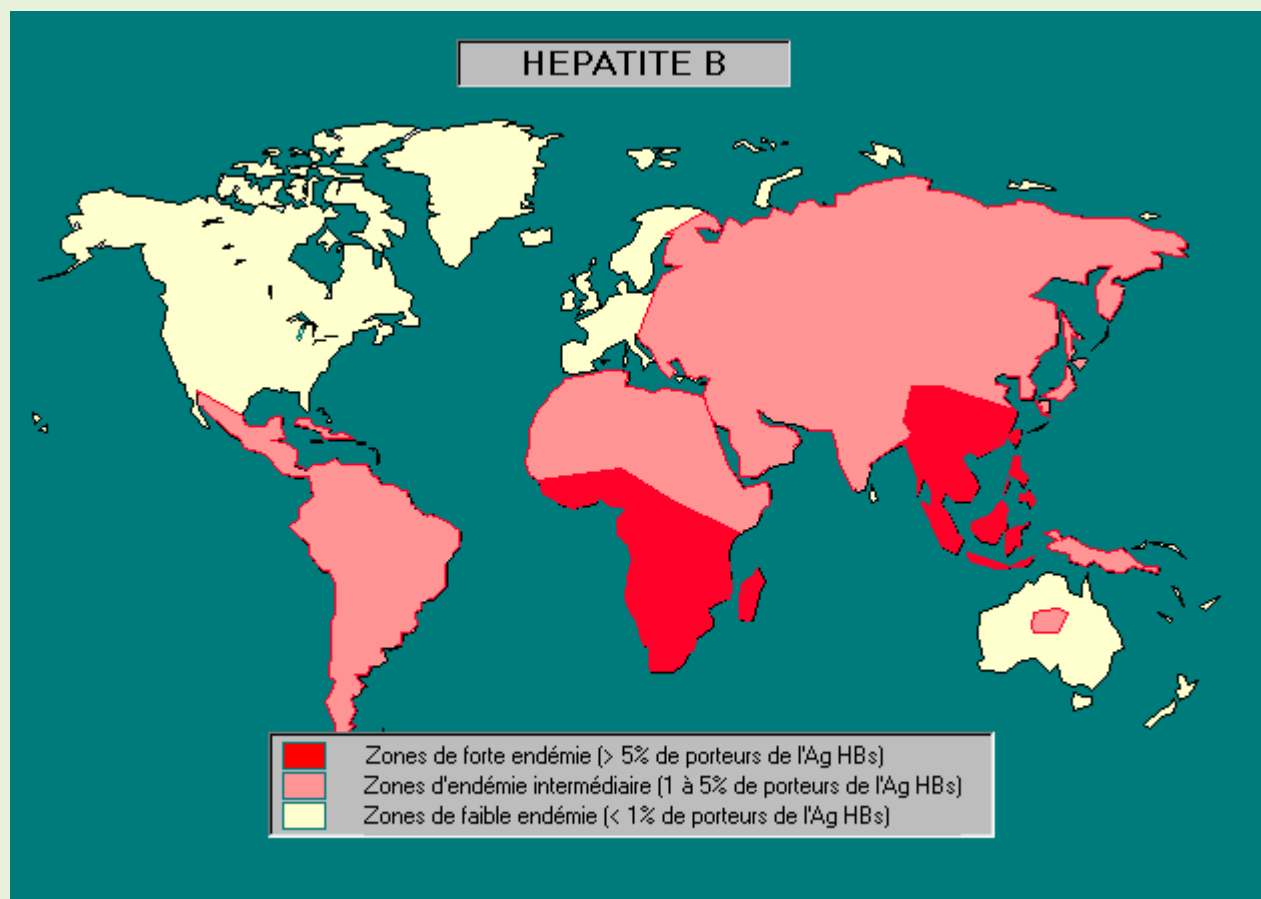 HEPATITE B
Zones de forte endémie (> 5% de porteurs de l'Ag HBs)
Zones d'endémie intermédiaire (1 à 5% de porteurs de l'Ag HBs)
Zones de faible endémie (< 1% de porteurs de l'Ag HBs)